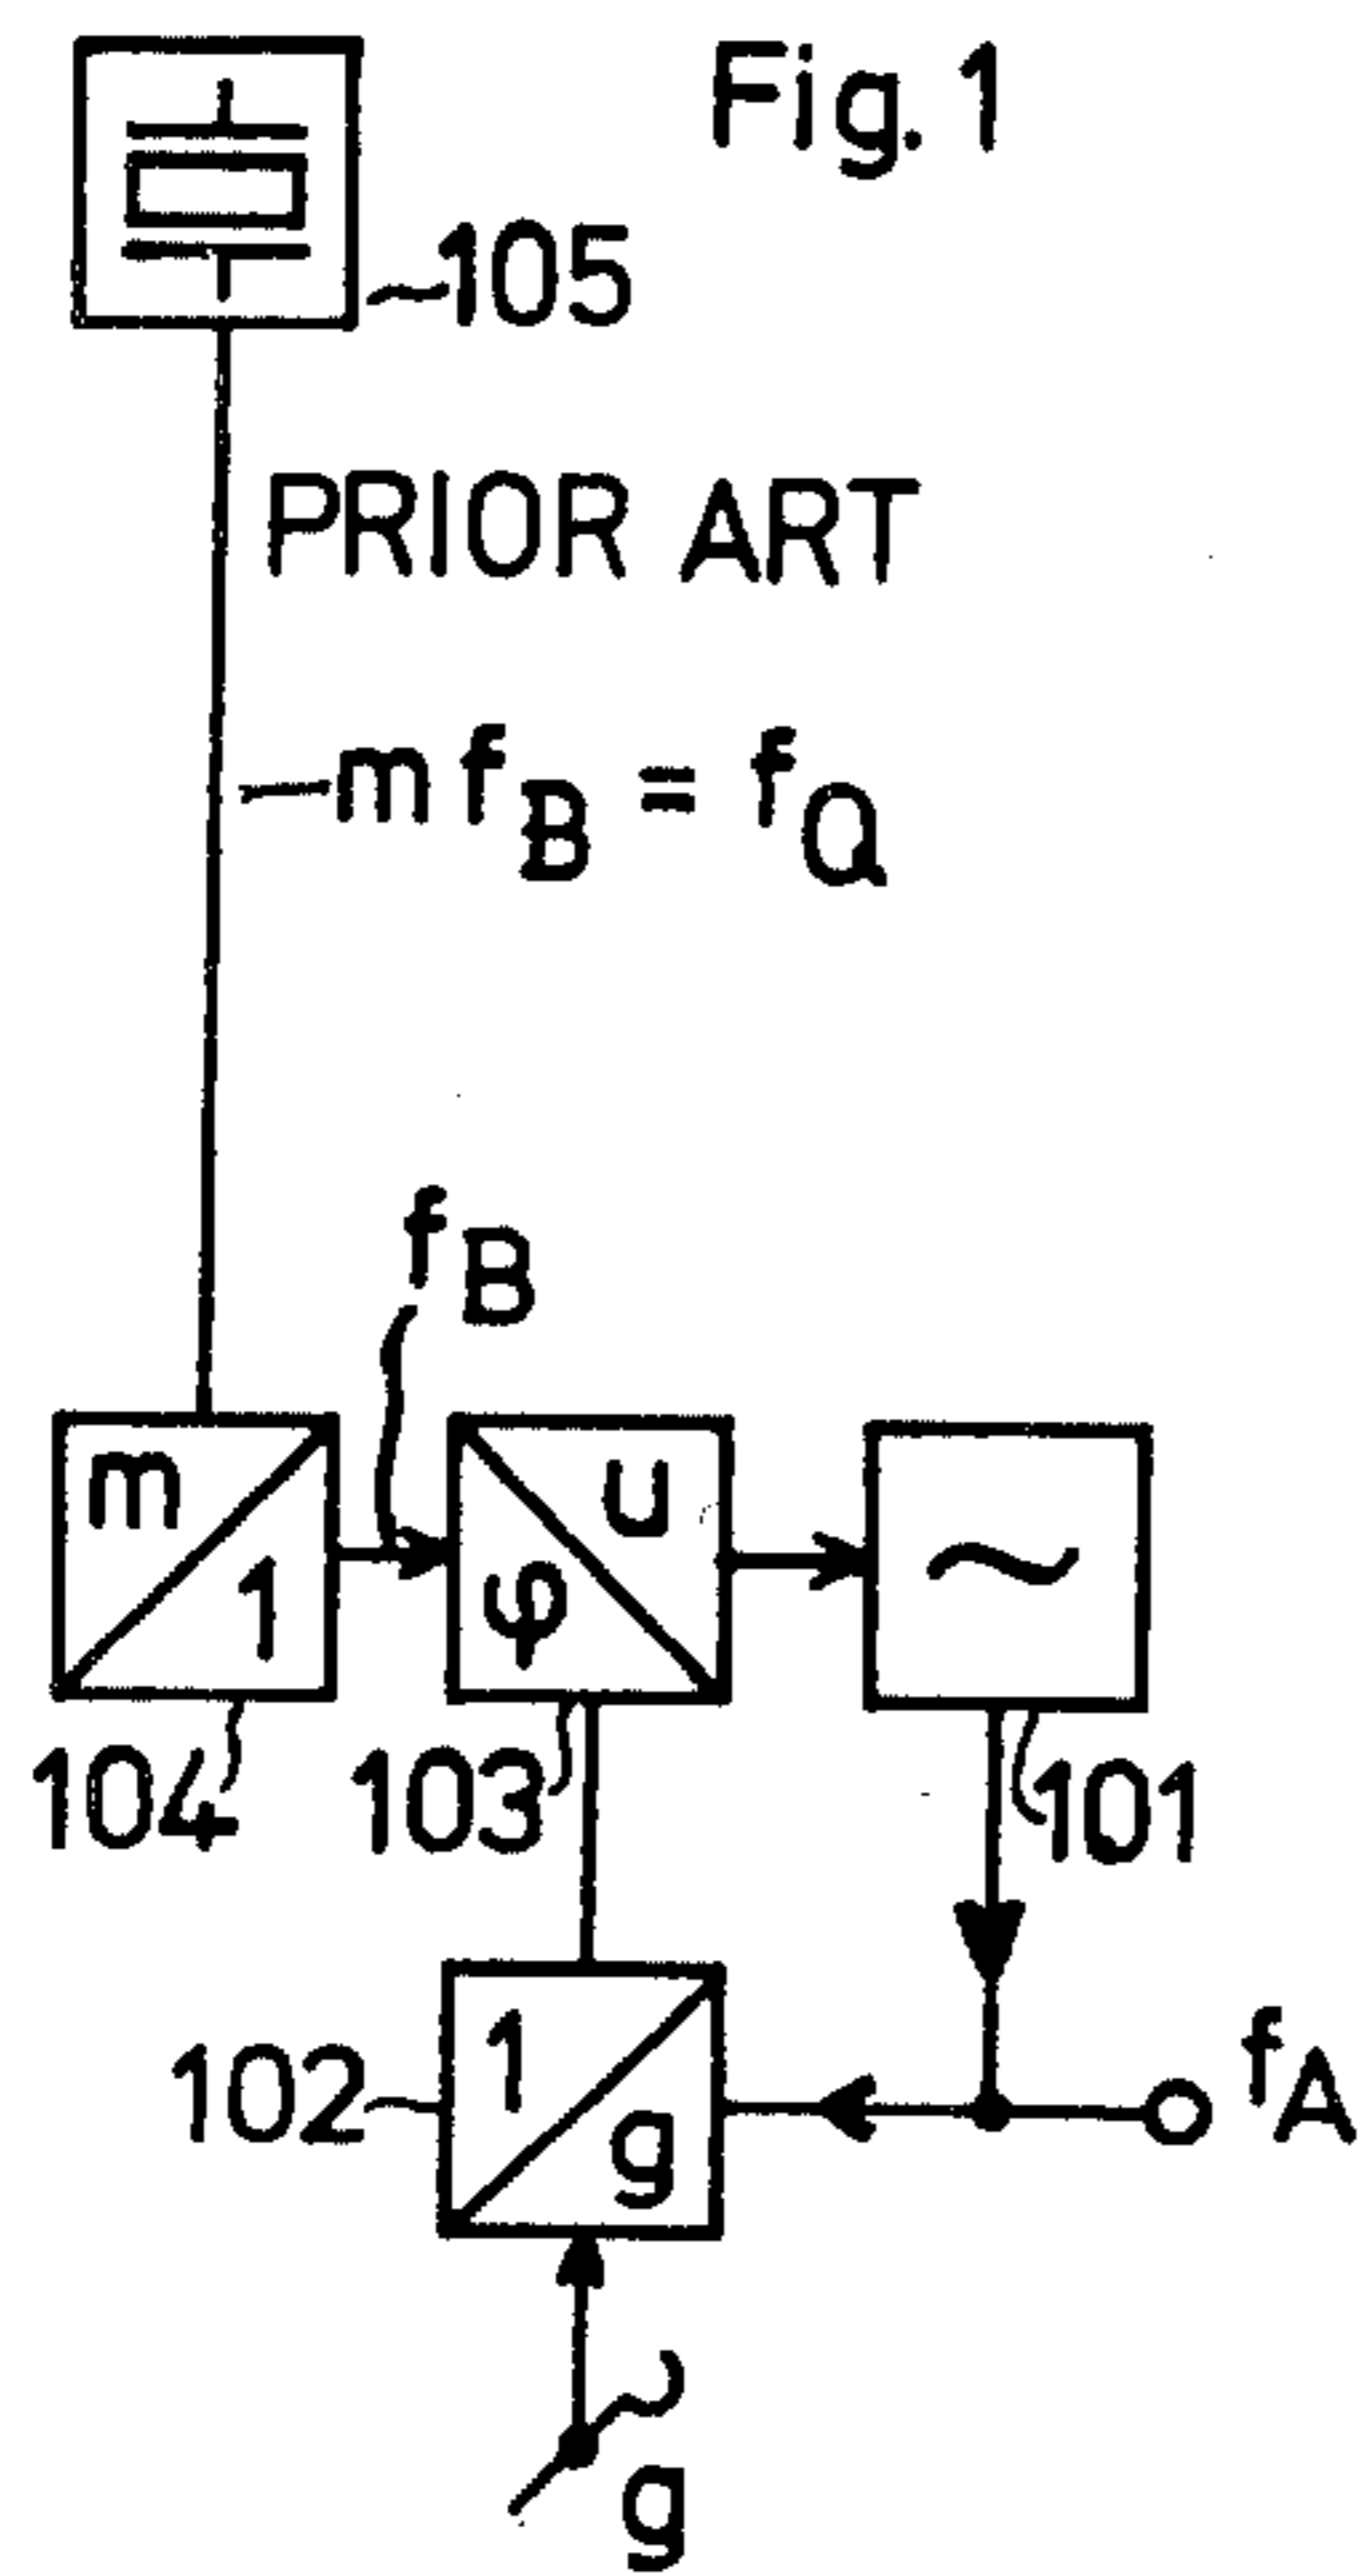 Fig. 1
105
PRIOR ART
m f_B = f_Q
f_B
m
1
φ
u
~
104
103
101
102
1
g
f_A
g